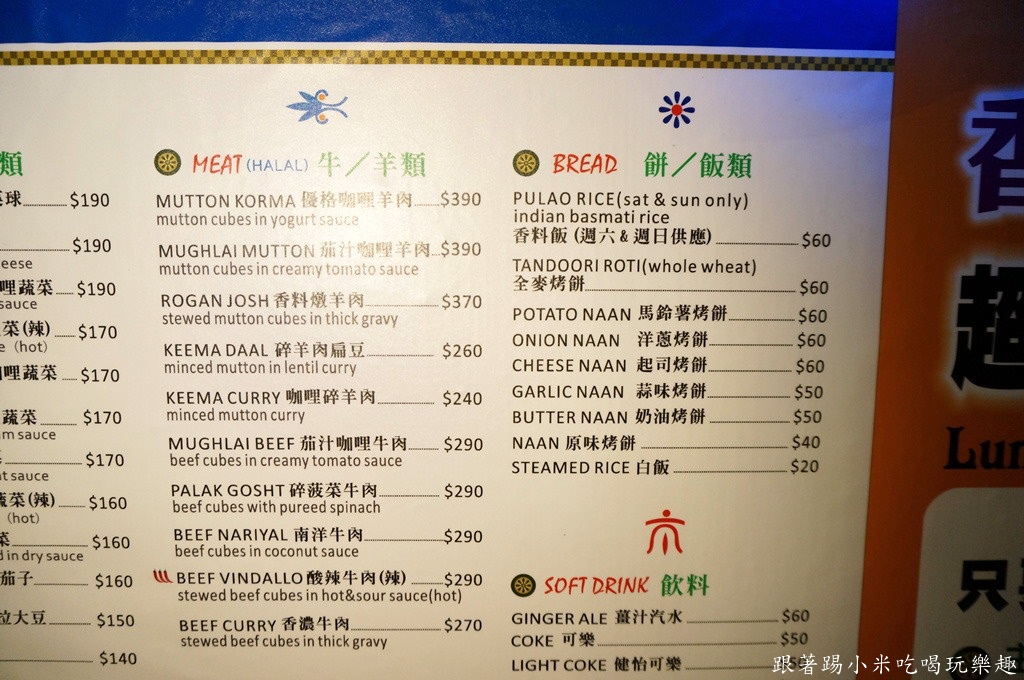 類
球 $190
$190
eese
哩蔬菜 $190
sauce
菜(辣) $170
e (hot)
哩蔬菜 $170
蔬菜 $170
am sauce
$170
at sauce
蔬菜(辣) $160
(hot)
菜 $160
d in dry sauce
茄子 $160
拉大豆 $150
$140
MEAT (HALAL) 牛/羊類
MUTTON KORMA 優格咖哩羊肉 $390
mutton cubes in yogurt sauce
MUGHLAI MUTTON 茄汁咖哩羊肉 $390
mutton cubes in creamy tomato sauce
ROGAN JOSH 香料燉羊肉 $370
stewed mutton cubes in thick gravy
KEEMA DAAL 碎羊肉扁豆 $260
minced mutton in lentil curry
KEEMA CURRY 咖哩碎羊肉 $240
minced mutton curry
MUGHLAI BEEF 茄汁咖哩牛肉 $290
beef cubes in creamy tomato sauce
PALAK GOSHT 碎菠菜牛肉 $290
beef cubes with pureed spinach
BEEF NARIYAL 南洋牛肉 $290
beef cubes in coconut sauce
BEEF VINDALLO 酸辣牛肉(辣) $290
stewed beef cubes in hot&sour sauce(hot)
BEEF CURRY 香濃牛肉 $270
stewed beef cubes in thick gravy
BREAD 餅/飯類
PULAO RICE(sat & sun only)
indian basmati rice
香料飯 (週六 & 週日供應) $60
TANDOORI ROTI(whole wheat)
全麥烤餅 $60
POTATO NAAN 馬鈴薯烤餅 $60
ONION NAAN 洋蔥烤餅 $60
CHEESE NAAN 起司烤餅 $60
GARLIC NAAN 蒜味烤餅 $50
BUTTER NAAN 奶油烤餅 $50
NAAN 原味烤餅 $40
STEAMED RICE 白飯 $20
SOFT DRINK 飲料
GINGER ALE 薑汁汽水 $60
COKE 可樂 $50
LIGHT COKE 健怡可樂
香
超
Lun
只
跟著踢小米吃喝玩樂趣